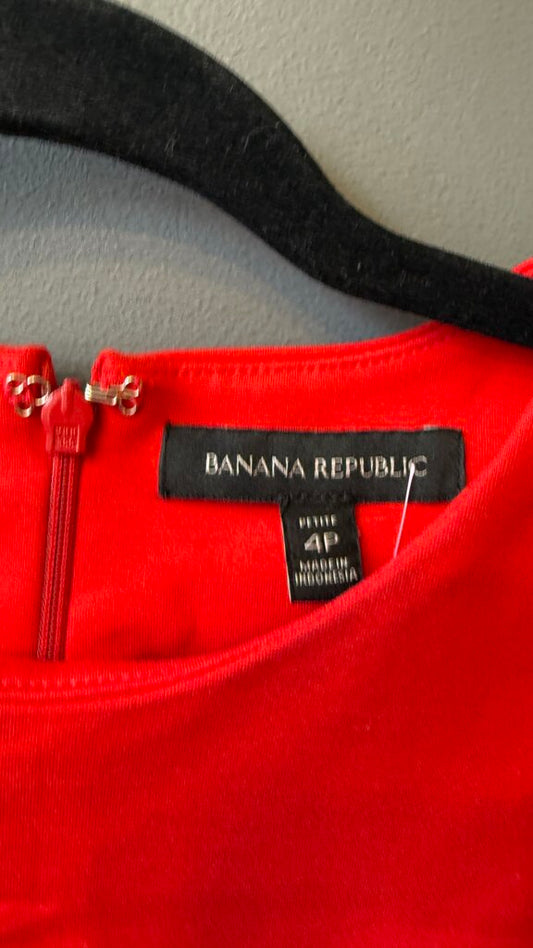 BANANA REPUBLIC
PETITE
4P
MADE IN
INDONESIA